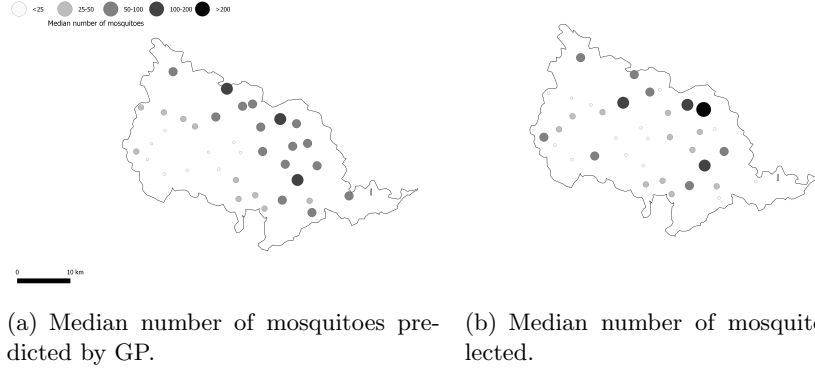 <25 25-50 50-100 100-200 >200
Median number of mosquitoes
0 10 km
(a) Median number of mosquitoes pre-
dicted by GP.
(b) Median number of mosquito
lected.